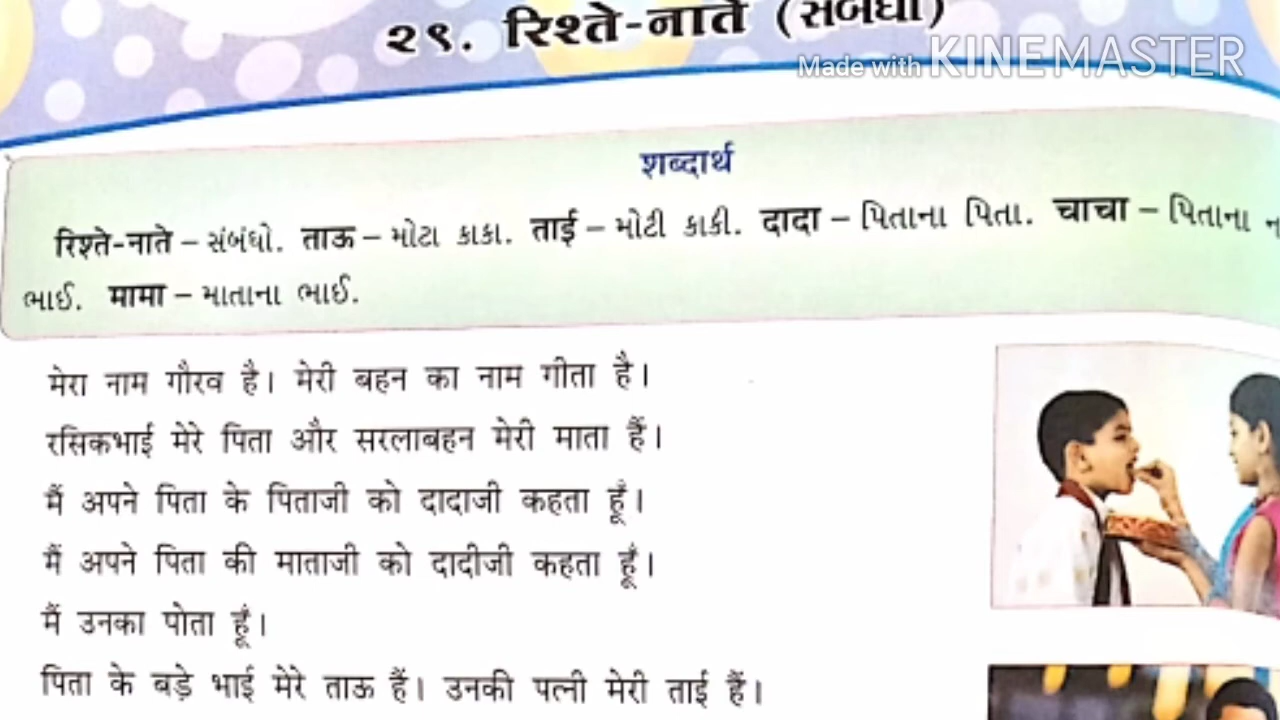 ૨૯. रिश्ते-नाते (સંબંધો)
Made with KINEMASTER
शब्दार्थ
रिश्ते-नाते – સંબંધો. ताऊ – મોટા કાકા. ताई – મોટી કાકી. दादा – પિતાના પિતા. चाचा – પિતાના
ભાઈ. मामा – માતાના ભાઈ.
मेरा नाम गौरव है। मेरी बहन का नाम गीता है।
रसिकभाई मेरे पिता और सरलाबहन मेरी माता हैं।
मैं अपने पिता के पिताजी को दादाजी कहता हूँ।
मैं अपने पिता की माताजी को दादीजी कहता हूँ।
मैं उनका पोता हूँ।
पिता के बड़े भाई मेरे ताऊ हैं। उनकी पत्नी मेरी ताई हैं।